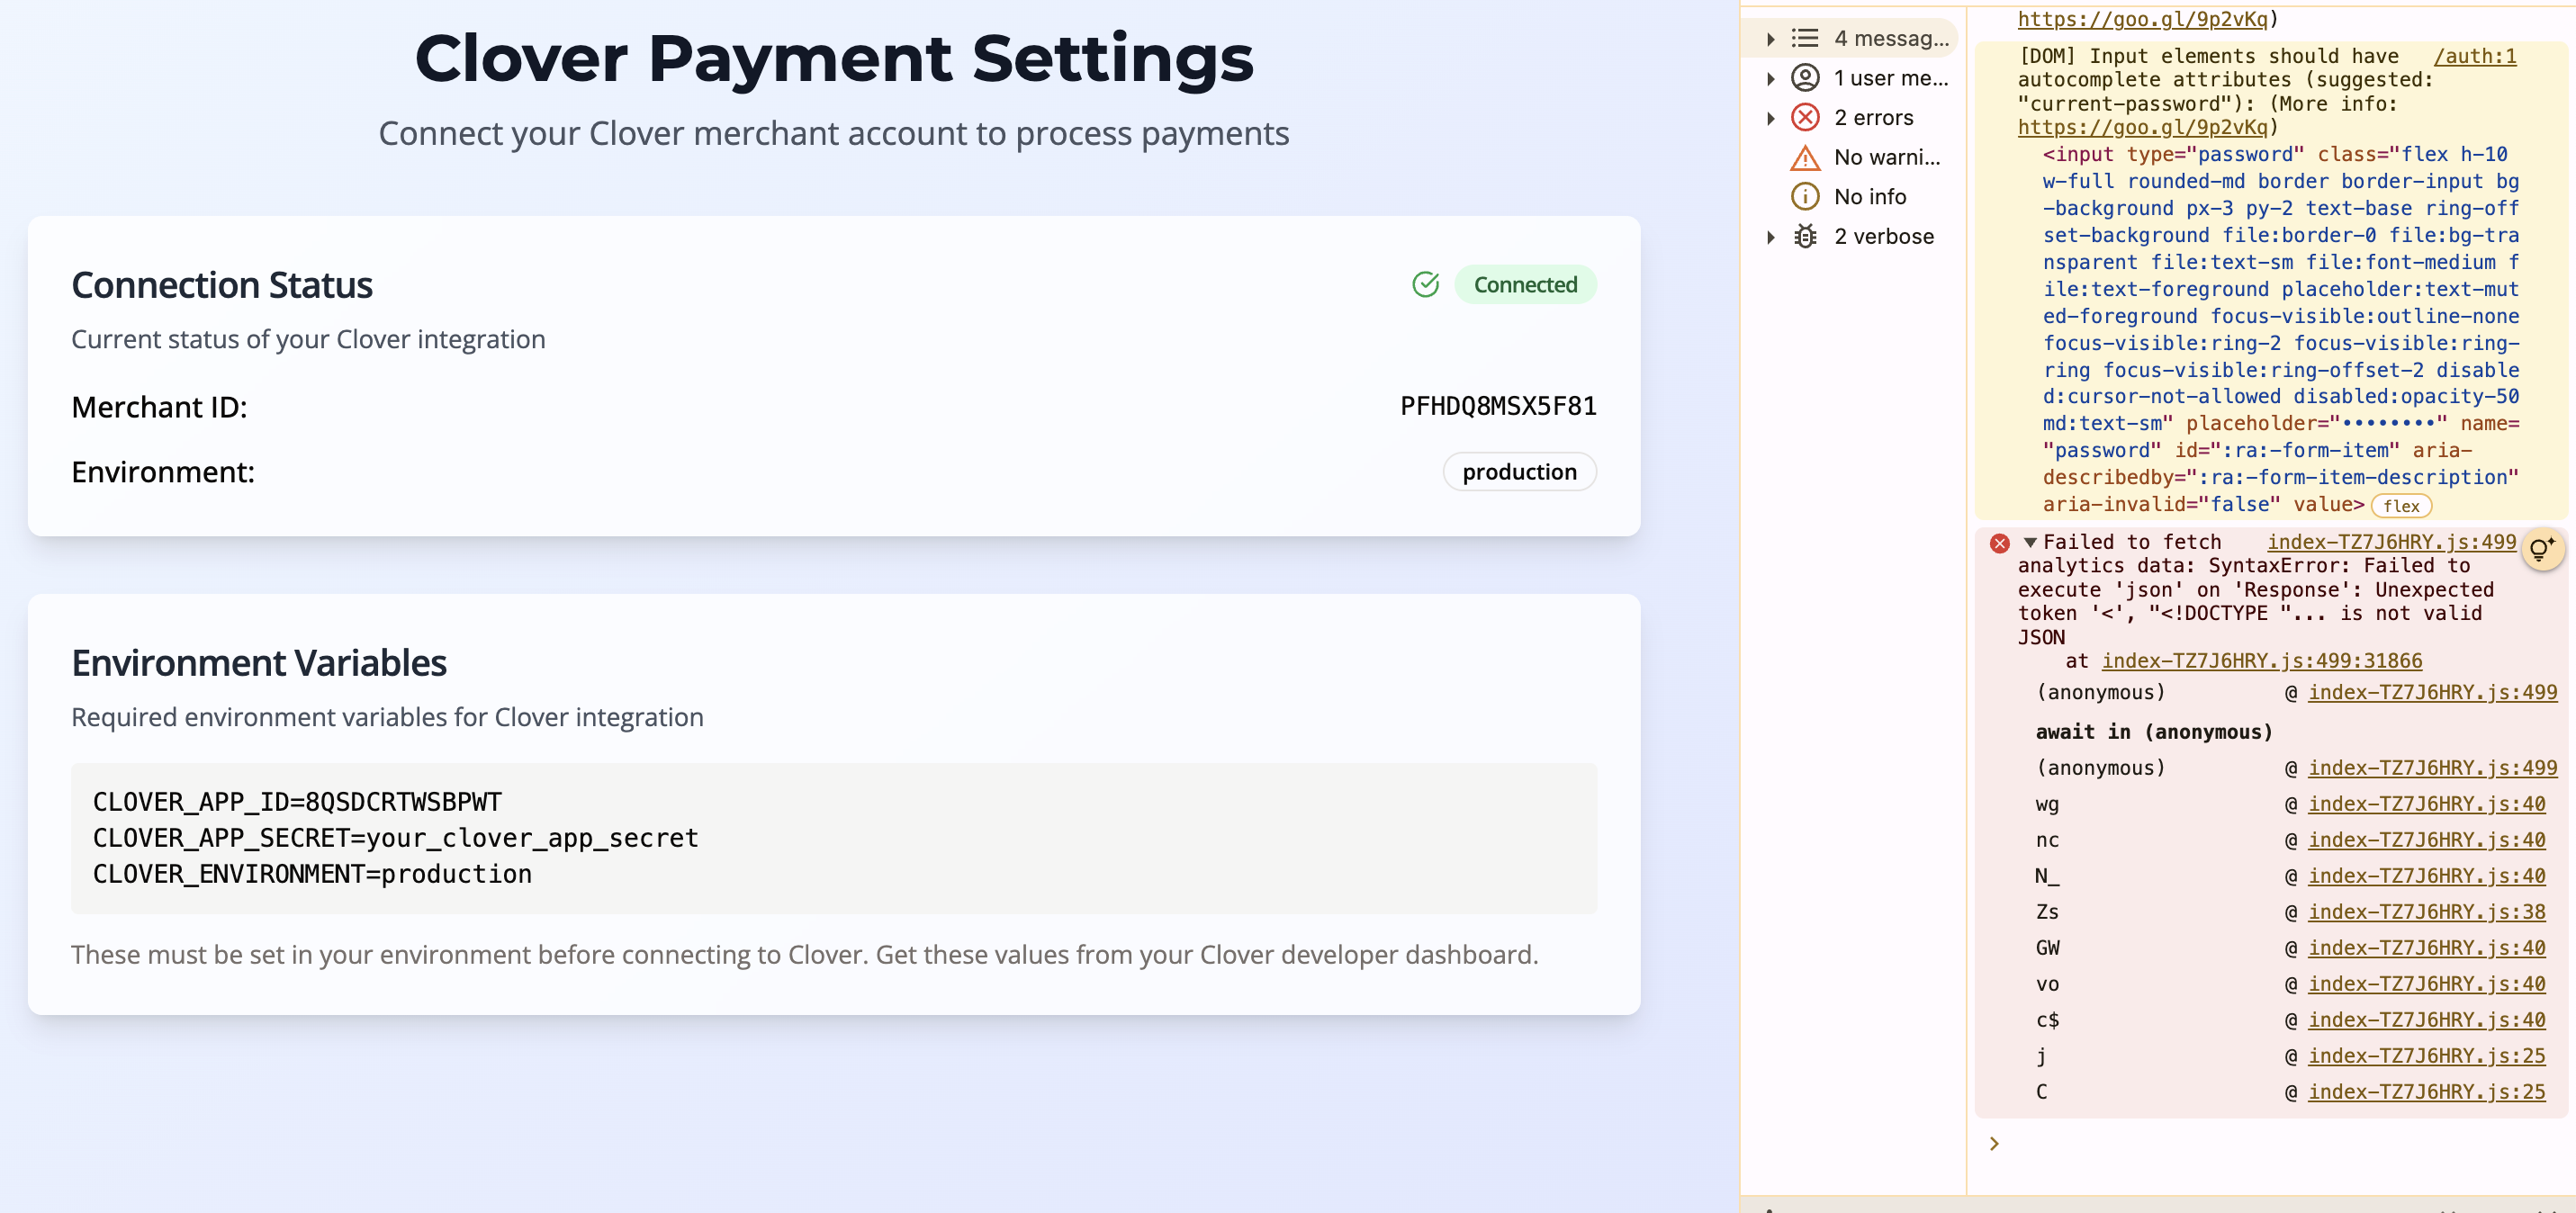 Clover Payment Settings
Connect your Clover merchant account to process payments
Connection Status
Connected
Current status of your Clover integration
Merchant ID:
PFHDQ8MSX5F81
Environment:
production
Environment Variables
Required environment variables for Clover integration
CLOVER_APP_ID=8QSDCRTWSBPWT
CLOVER_APP_SECRET=your_clover_app_secret
CLOVER_ENVIRONMENT=production
These must be set in your environment before connecting to Clover. Get these values from your Clover developer dashboard.
4 messag...
1 user me...
2 errors
No warni...
No info
2 verbose
https://goo.gl/9p2vKq)
[DOM] Input elements should have /auth:1
autocomplete attributes (suggested:
"current-password"): (More info:
https://goo.gl/9p2vKq)
<input type="password" class="flex h-10
w-full rounded-md border border-input bg
-background px-3 py-2 text-base ring-off
set-background file:border-0 file:bg-tra
nsparent file:text-sm file:font-medium f
ile:text-foreground placeholder:text-mut
ed-foreground focus-visible:outline-none
focus-visible:ring-2 focus-visible:ring-
ring focus-visible:ring-offset-2 disable
d:cursor-not-allowed disabled:opacity-50
md:text-sm" placeholder="••••••••" name=
"password" id=":ra:-form-item" aria-
describedby=":ra:-form-item-description"
aria-invalid="false" value> flex
Failed to fetch index-TZ7J6HRY.js:499
analytics data: SyntaxError: Failed to
execute 'json' on 'Response': Unexpected
token '<', "<!DOCTYPE "... is not valid
JSON
at index-TZ7J6HRY.js:499:31866
(anonymous) @ index-TZ7J6HRY.js:499
await in (anonymous)
(anonymous) @ index-TZ7J6HRY.js:499
wg @ index-TZ7J6HRY.js:40
nc @ index-TZ7J6HRY.js:40
N_ @ index-TZ7J6HRY.js:40
Zs @ index-TZ7J6HRY.js:38
GW @ index-TZ7J6HRY.js:40
vo @ index-TZ7J6HRY.js:40
c$ @ index-TZ7J6HRY.js:40
j @ index-TZ7J6HRY.js:25
C @ index-TZ7J6HRY.js:25